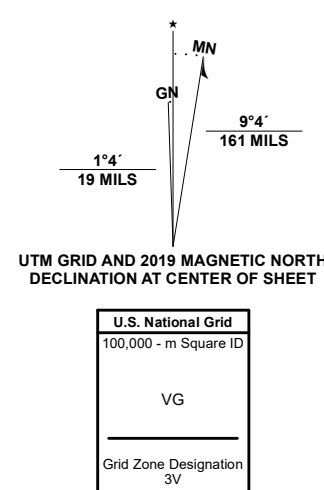 MN
GN
9°4´
161 MILS
1°4´
19 MILS
UTM GRID AND 2019 MAGNETIC NORTH
DECLINATION AT CENTER OF SHEET
U.S. National Grid
100,000 - m Square ID
VG
Grid Zone Designation
3V